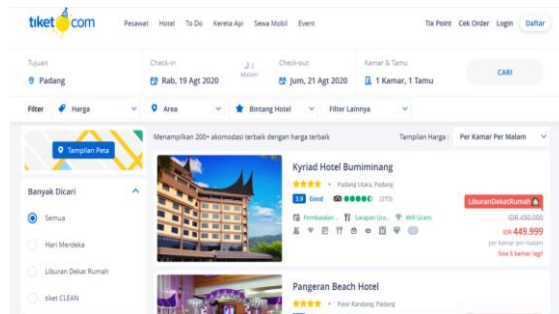 tiket com
Pesawat Hotel To Do Kereta Api Sewa Mobil Event
Tix Point Cek Order Login Daftar
Tujuan
Padang
Check-in
Rab, 19 Agt 2020
Malam
Check-out
Jum, 21 Agt 2020
Kamar & Tamu
1 Kamar, 1 Tamu
CARI
Filter Harga Area Bintang Hotel Filter Lainnya
Tampilan Peta
Menampilkan 200+ akomodasi terbaik dengan harga terbaik
Tampilan Harga : Per Kamar Per Malam
Banyak Dicari
Semua
Hari Merdeka
Liburan Dekat Rumah
tiket CLEAN
Kyriad Hotel Bumiminang
Padang Utara, Padang
3.9 Good (215)
Pembatalan .. Sarapan Gra.. Wifi Gratis
LiburanDekatRumah
IDR 450.000
IDR 449.999
per kamar per malam
Sisa 5 kamar lagi!
Pangeran Beach Hotel
Pasir Kandang, Padang